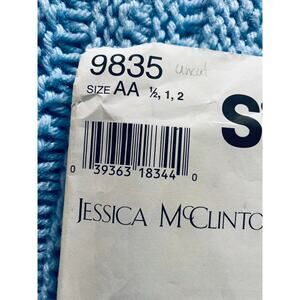 9835 uncut
SIZE AA ½, 1, 2
S
0 39363 18344 0
JESSICA MCCLINTO